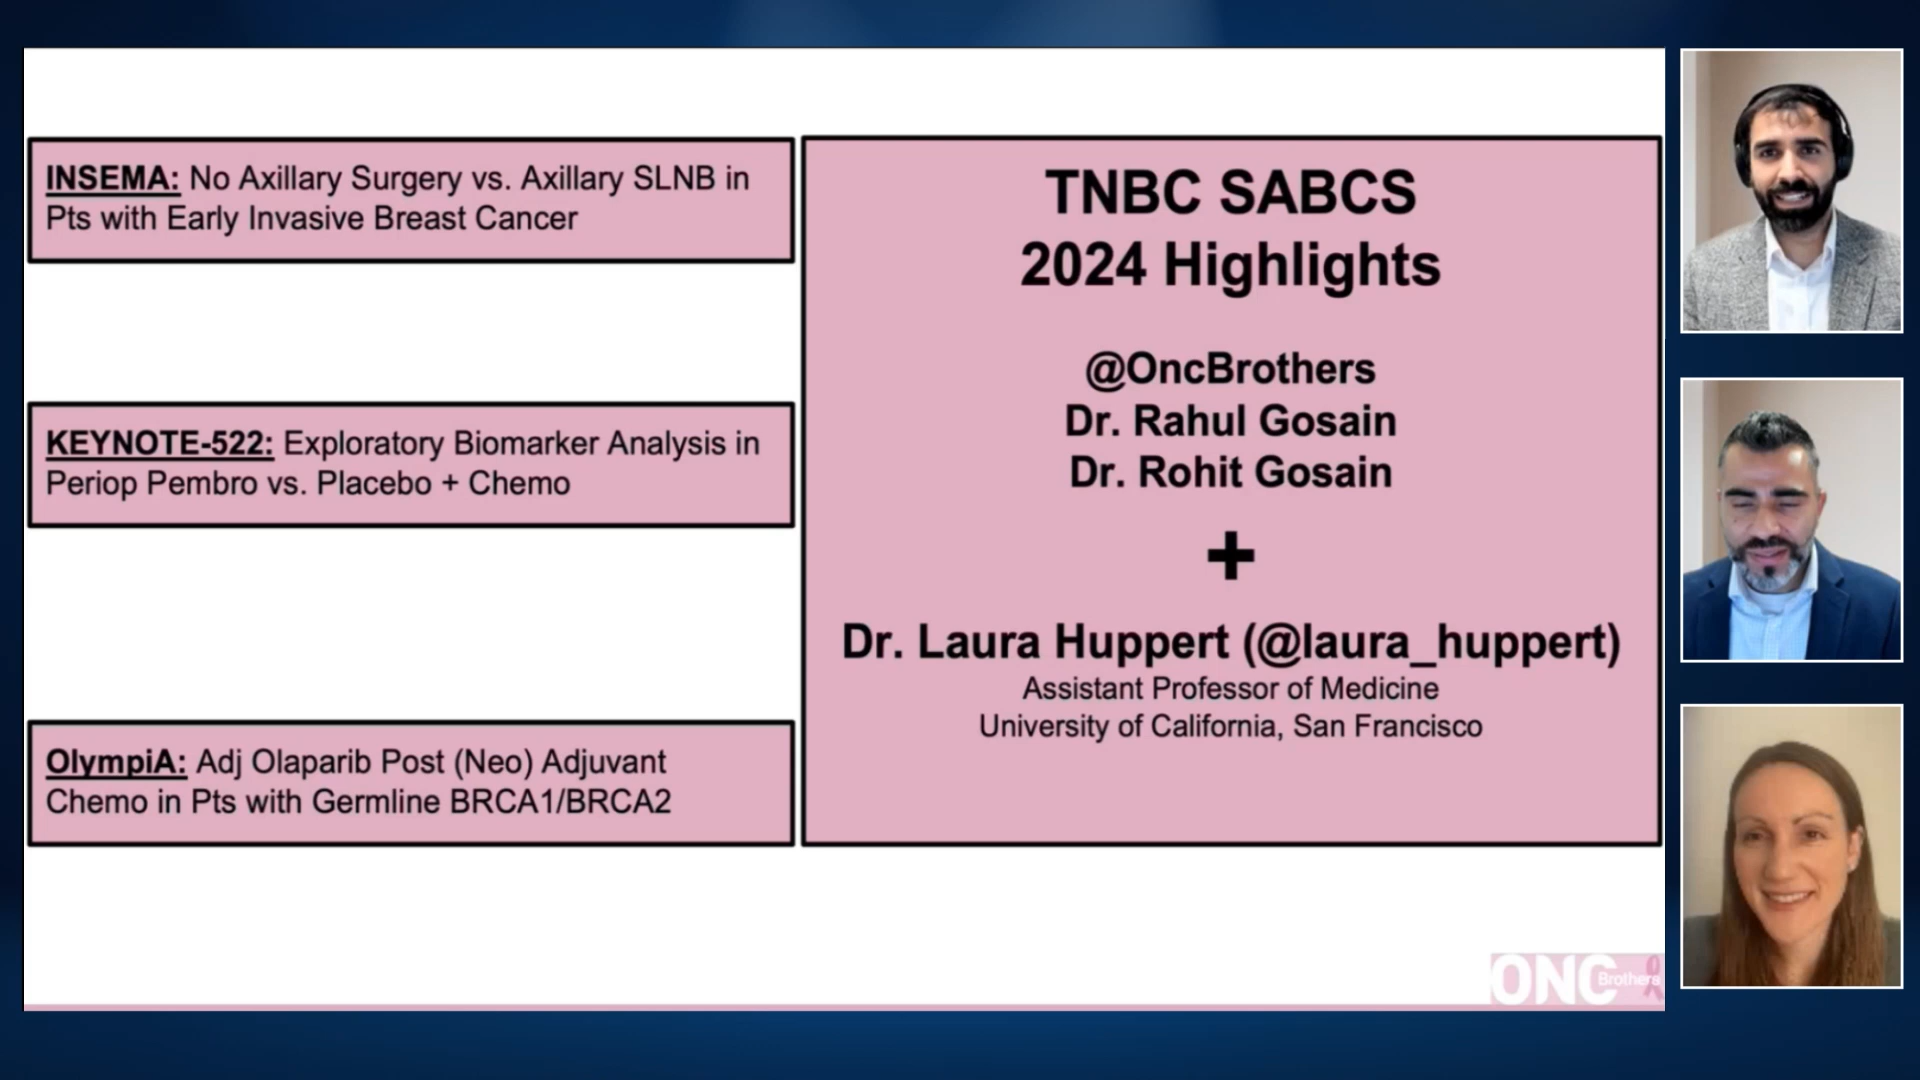 INSEMA: No Axillary Surgery vs. Axillary SLNB in
Pts with Early Invasive Breast Cancer
KEYNOTE-522: Exploratory Biomarker Analysis in
Periop Pembro vs. Placebo + Chemo
OlympiA: Adj Olaparib Post (Neo) Adjuvant
Chemo in Pts with Germline BRCA1/BRCA2
TNBC SABCS
2024 Highlights
@OncBrothers
Dr. Rahul Gosain
Dr. Rohit Gosain
+
Dr. Laura Huppert (@laura_huppert)
Assistant Professor of Medicine
University of California, San Francisco
ONC Brothers